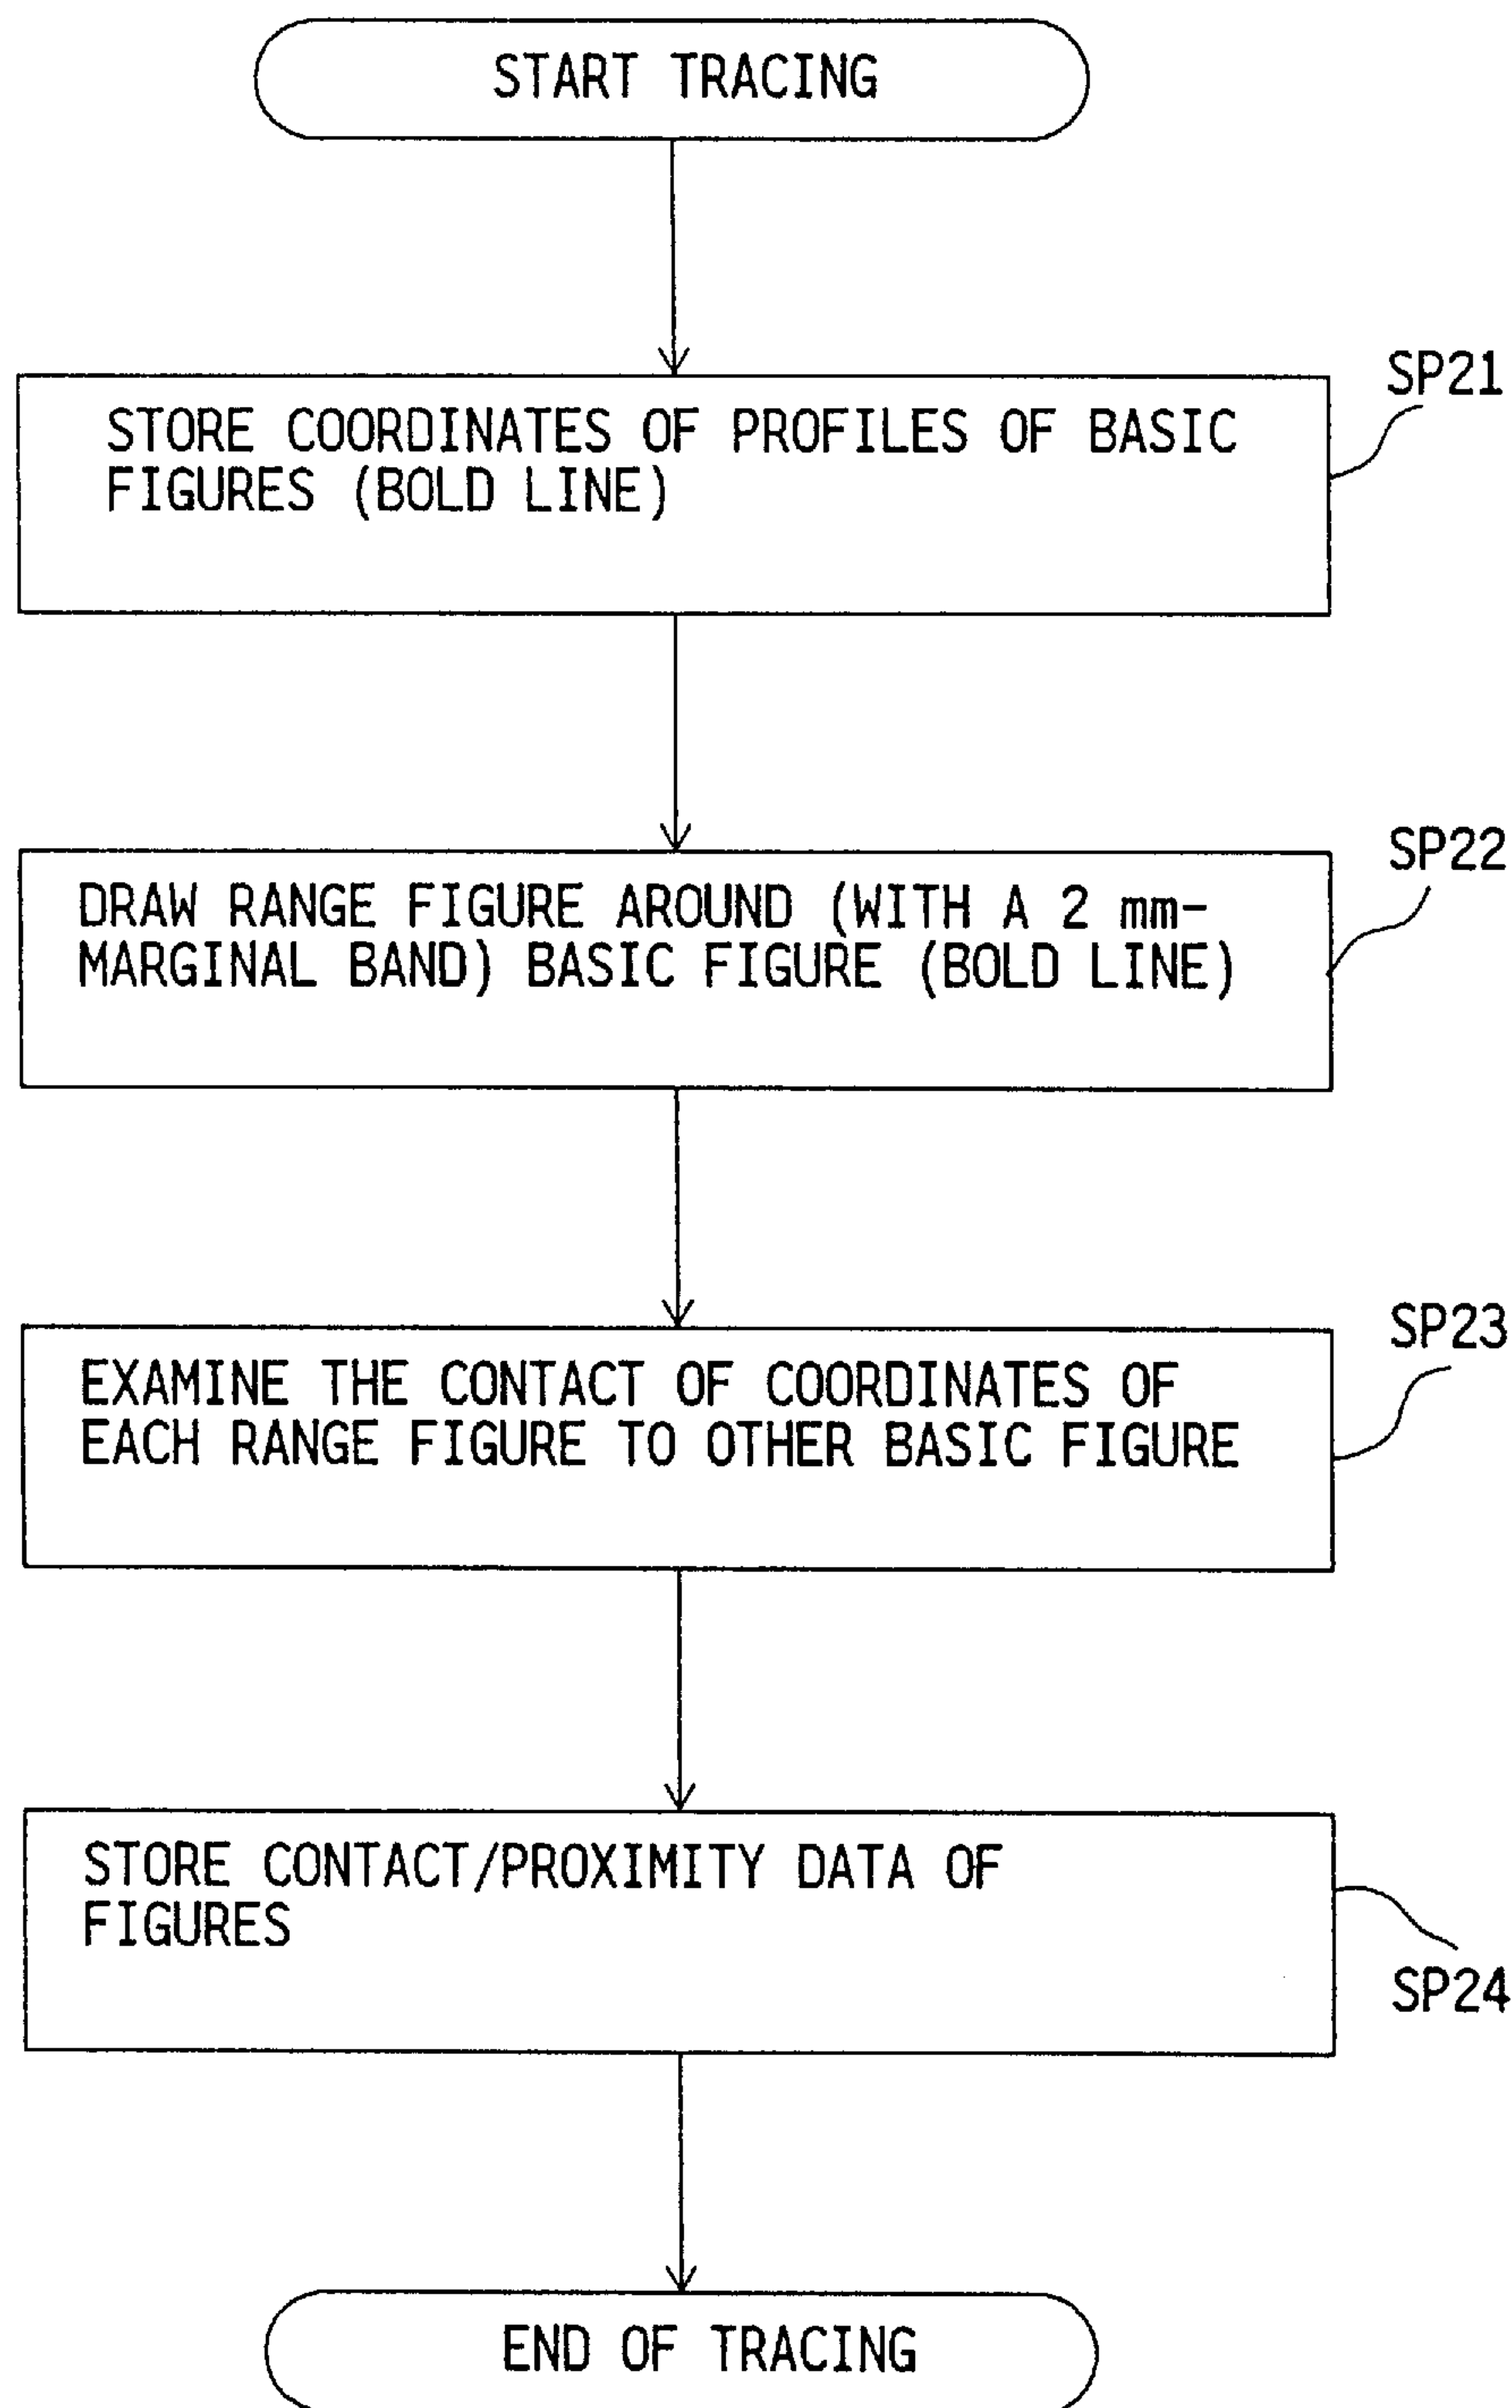 START TRACING
SP21
STORE COORDINATES OF PROFILES OF BASIC
FIGURES (BOLD LINE)
SP22
DRAW RANGE FIGURE AROUND (WITH A 2 mm-
MARGINAL BAND) BASIC FIGURE (BOLD LINE)
SP23
EXAMINE THE CONTACT OF COORDINATES OF
EACH RANGE FIGURE TO OTHER BASIC FIGURE
STORE CONTACT/PROXIMITY DATA OF
FIGURES
SP24
END OF TRACING